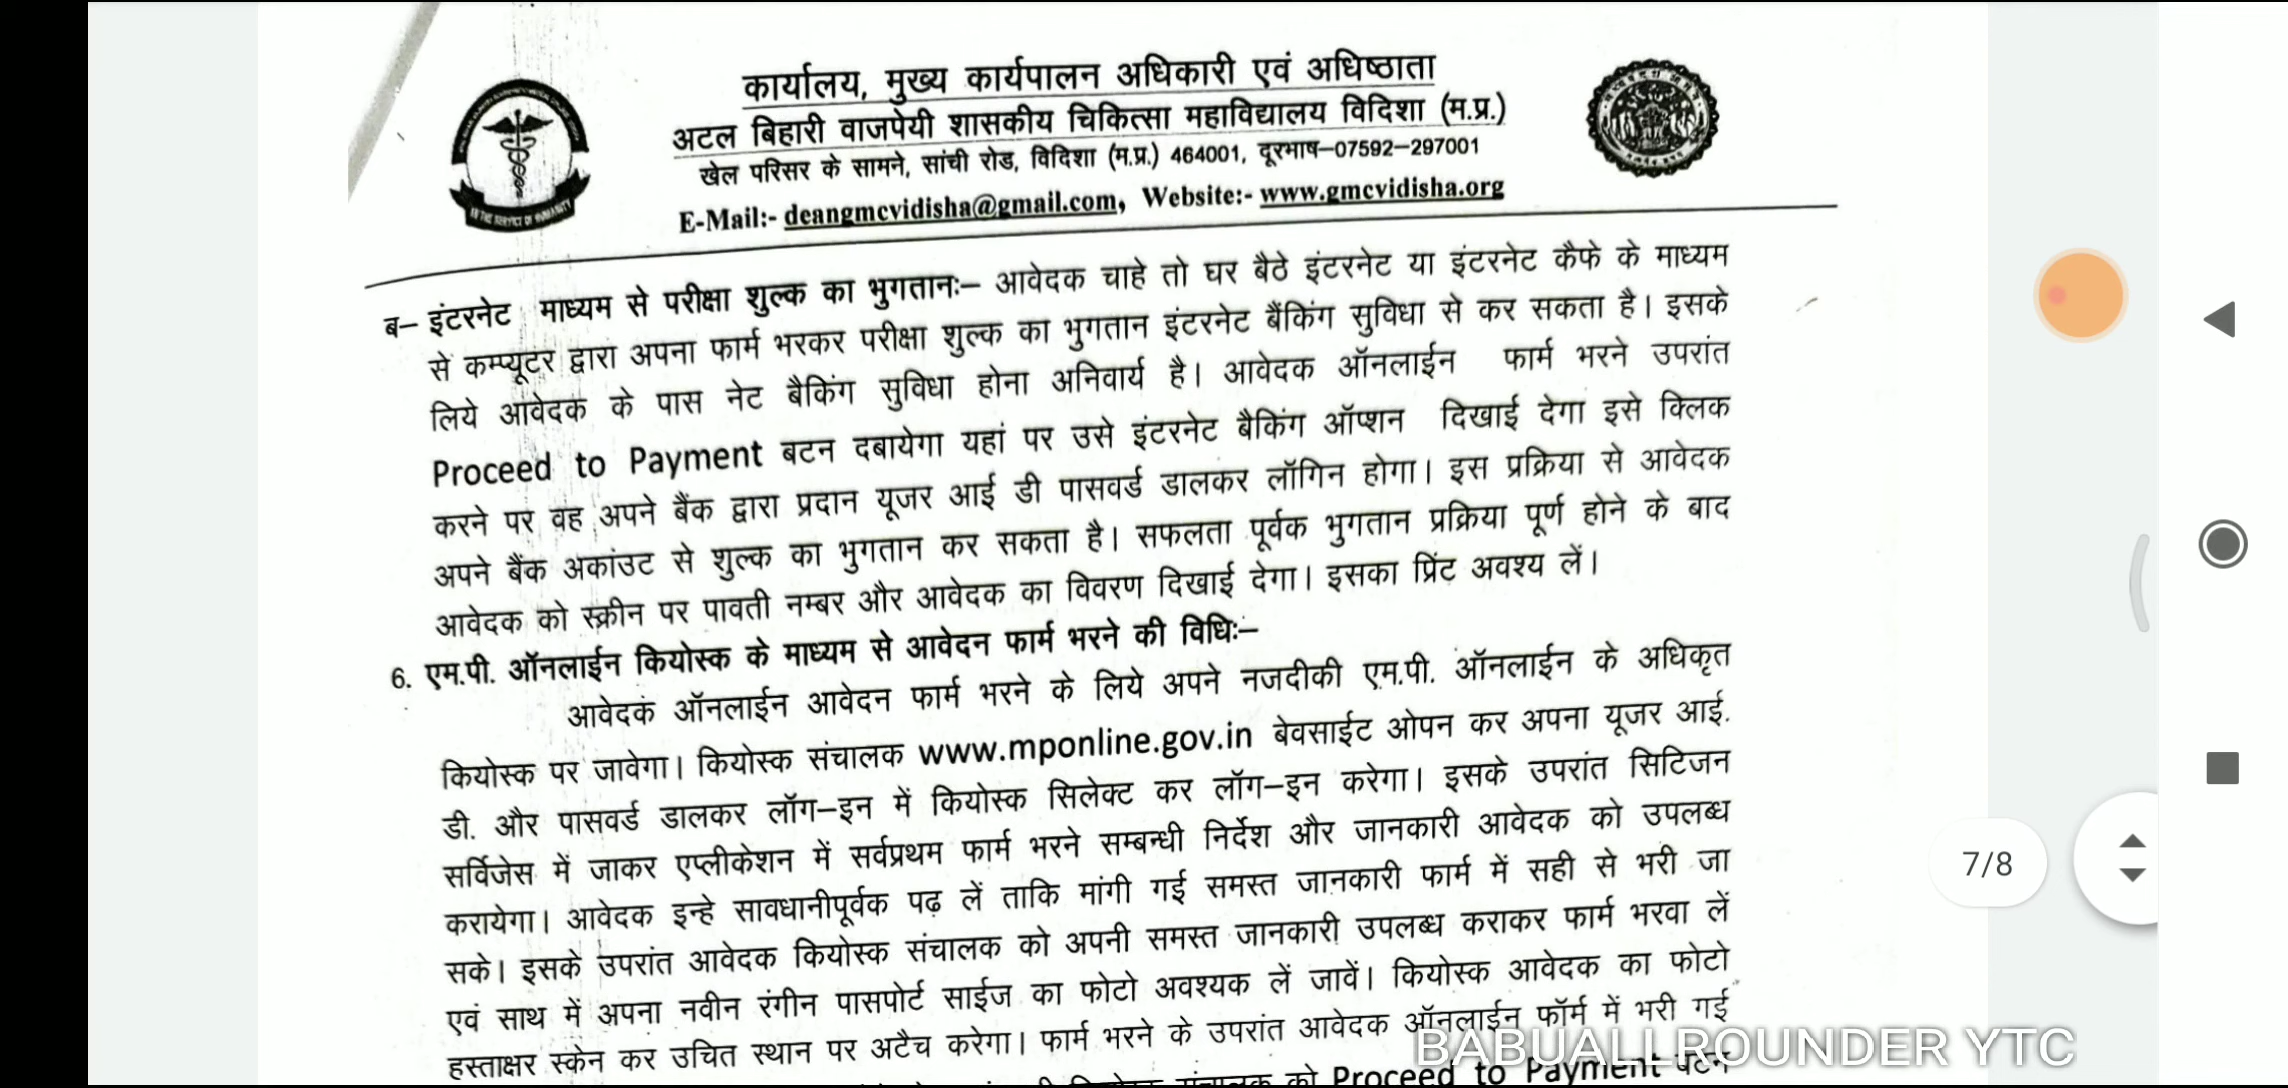 कार्यालय, मुख्य कार्यपालन अधिकारी एवं अधिष्ठाता
अटल बिहारी वाजपेयी शासकीय चिकित्सा महाविद्यालय विदिशा (म.प्र.)
खेल परिसर के सामने, सांची रोड, विदिशा (म.प्र.) 464001, दूरभाष–07592–297001
E-Mail:- deangmcvidisha@gmail.com, Website:- www.gmcvidisha.org
ब– इंटरनेट माध्यम से परीक्षा शुल्क का भुगतानः– आवेदक चाहे तो घर बैठे इंटरनेट या इंटरनेट कैफे के माध्यम
से कम्प्यूटर द्वारा अपना फार्म भरकर परीक्षा शुल्क का भुगतान इंटरनेट बैंकिंग सुविधा से कर सकता है। इसके
लिये आवेदक के पास नेट बैकिंग सुविधा होना अनिवार्य है। आवेदक ऑनलाईन फार्म भरने उपरांत
Proceed to Payment बटन दबायेगा यहां पर उसे इंटरनेट बैकिंग ऑप्शन दिखाई देगा इसे क्लिक
करने पर वह अपने बैंक द्वारा प्रदान यूजर आई डी पासवर्ड डालकर लॉगिन होगा। इस प्रक्रिया से आवेदक
अपने बैंक अकांउट से शुल्क का भुगतान कर सकता है। सफलता पूर्वक भुगतान प्रक्रिया पूर्ण होने के बाद
आवेदक को स्क्रीन पर पावती नम्बर और आवेदक का विवरण दिखाई देगा। इसका प्रिंट अवश्य लें।
6. एम.पी. ऑनलाईन कियोस्क के माध्यम से आवेदन फार्म भरने की विधिः–
आवेदक ऑनलाईन आवेदन फार्म भरने के लिये अपने नजदीकी एम.पी. ऑनलाईन के अधिकृत
कियोस्क पर जावेगा। कियोस्क संचालक www.mponline.gov.in बेवसाईट ओपन कर अपना यूजर आई.
डी. और पासवर्ड डालकर लॉग–इन में कियोस्क सिलेक्ट कर लॉग–इन करेगा। इसके उपरांत सिटिजन
सर्विजेस में जाकर एप्लीकेशन में सर्वप्रथम फार्म भरने सम्बन्धी निर्देश और जानकारी आवेदक को उपलब्ध
करायेगा। आवेदक इन्हे सावधानीपूर्वक पढ़ लें ताकि मांगी गई समस्त जानकारी फार्म में सही से भरी जा
सके। इसके उपरांत आवेदक कियोस्क संचालक को अपनी समस्त जानकारी उपलब्ध कराकर फार्म भरवा लें
एवं साथ में अपना नवीन रंगीन पासपोर्ट साईज का फोटो अवश्यक लें जावें। कियोस्क आवेदक का फोटो
हस्ताक्षर स्केन कर उचित स्थान पर अटैच करेगा। फार्म भरने के उपरांत आवेदक ऑनलाईन फॉर्म में भरी गई
संचालक को Proceed to Payment बटन
7/8
BABUALLROUNDER YTC